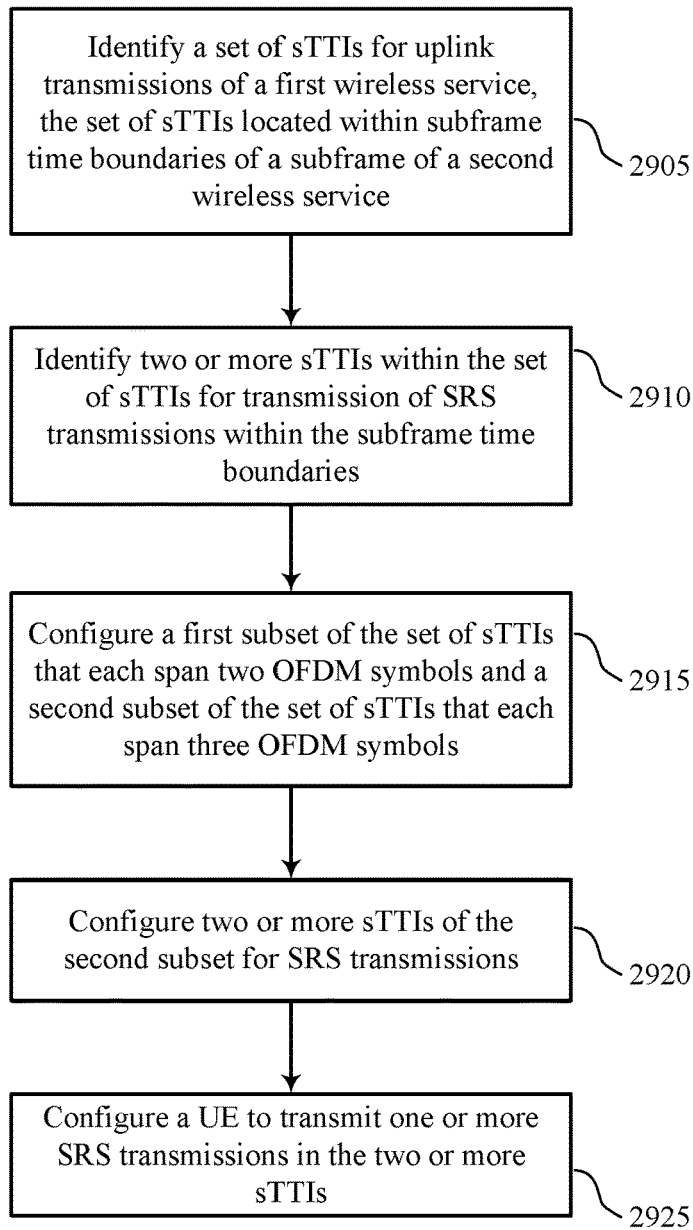 Identify a set of sTTIs for uplink
transmissions of a first wireless service,
the set of sTTIs located within subframe
time boundaries of a subframe of a second
wireless service
2905
Identify two or more sTTIs within the set
of sTTIs for transmission of SRS
transmissions within the subframe time
boundaries
2910
Configure a first subset of the set of sTTIs
that each span two OFDM symbols and a
second subset of the set of sTTIs that each
span three OFDM symbols
2915
Configure two or more sTTIs of the
second subset for SRS transmissions
2920
Configure a UE to transmit one or more
SRS transmissions in the two or more
sTTIs
2925